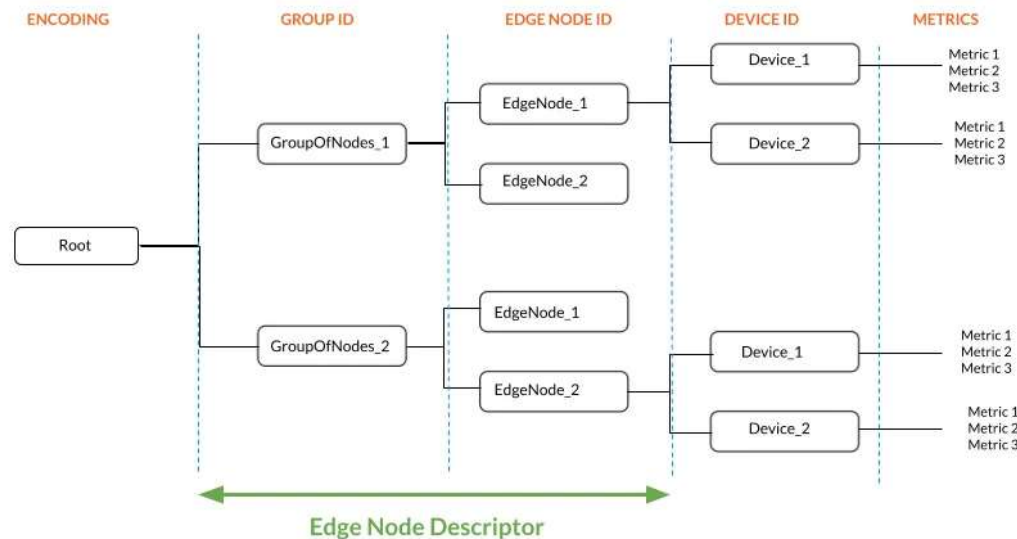 ENCODING
GROUP ID
EDGE NODE ID
DEVICE ID
METRICS
Root
GroupOfNodes_1
EdgeNode_1
Device_1
Metric 1
Metric 2
Metric 3
Device_2
Metric 1
Metric 2
Metric 3
EdgeNode_2
GroupOfNodes_2
EdgeNode_1
EdgeNode_2
Device_1
Metric 1
Metric 2
Metric 3
Device_2
Metric 1
Metric 2
Metric 3
Edge Node Descriptor